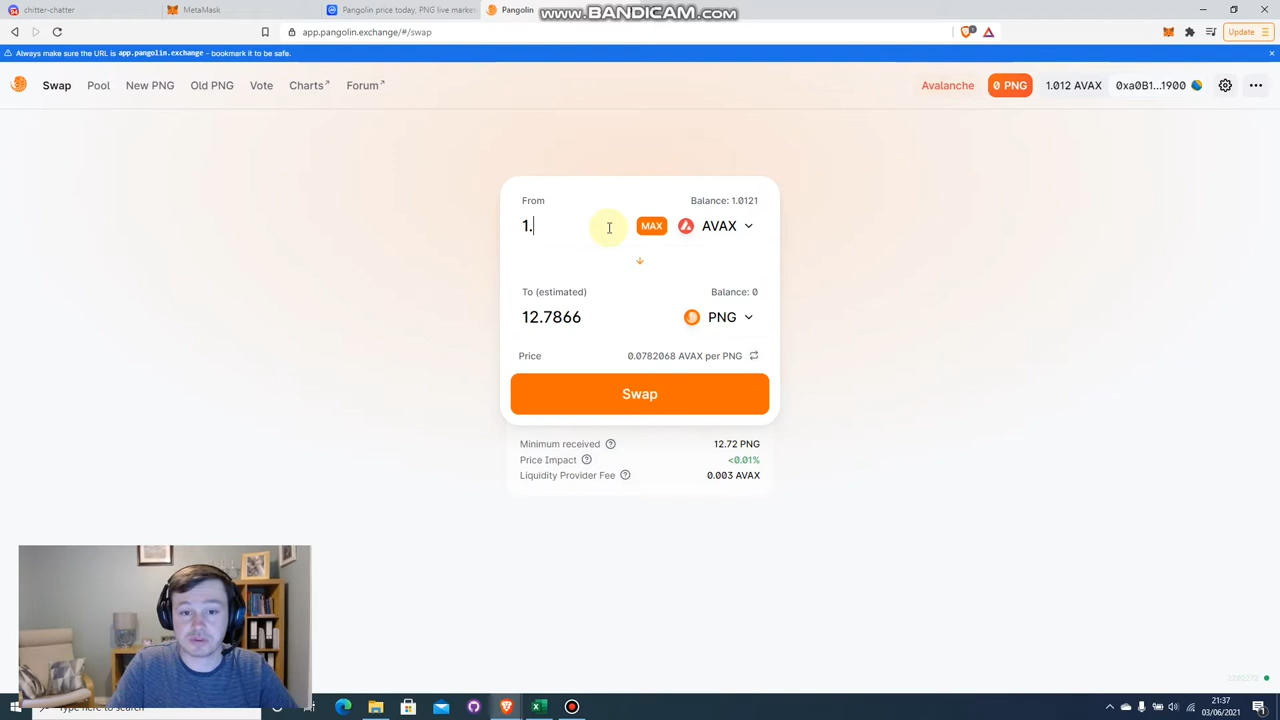 chitter-chatter
MetaMask
Pangolin price today, PNG live marke
Pangolin
www.BANDICAM.com
app.pangolin.exchange/#/swap
1
Update
Always make sure the URL is app.pangolin.exchange - bookmark it to be safe.
Swap
Pool
New PNG
Old PNG
Vote
Charts↗
Forum↗
Avalanche
0 PNG
1.012 AVAX
0xa0B1...1900
From
Balance: 1.0121
1.
MAX
AVAX
To (estimated)
Balance: 0
12.7866
PNG
Price
0.0782068 AVAX per PNG
Swap
Minimum received
12.72 PNG
Price Impact
<0.01%
Liquidity Provider Fee
0.003 AVAX
Type here to search
21:37
03/06/2021